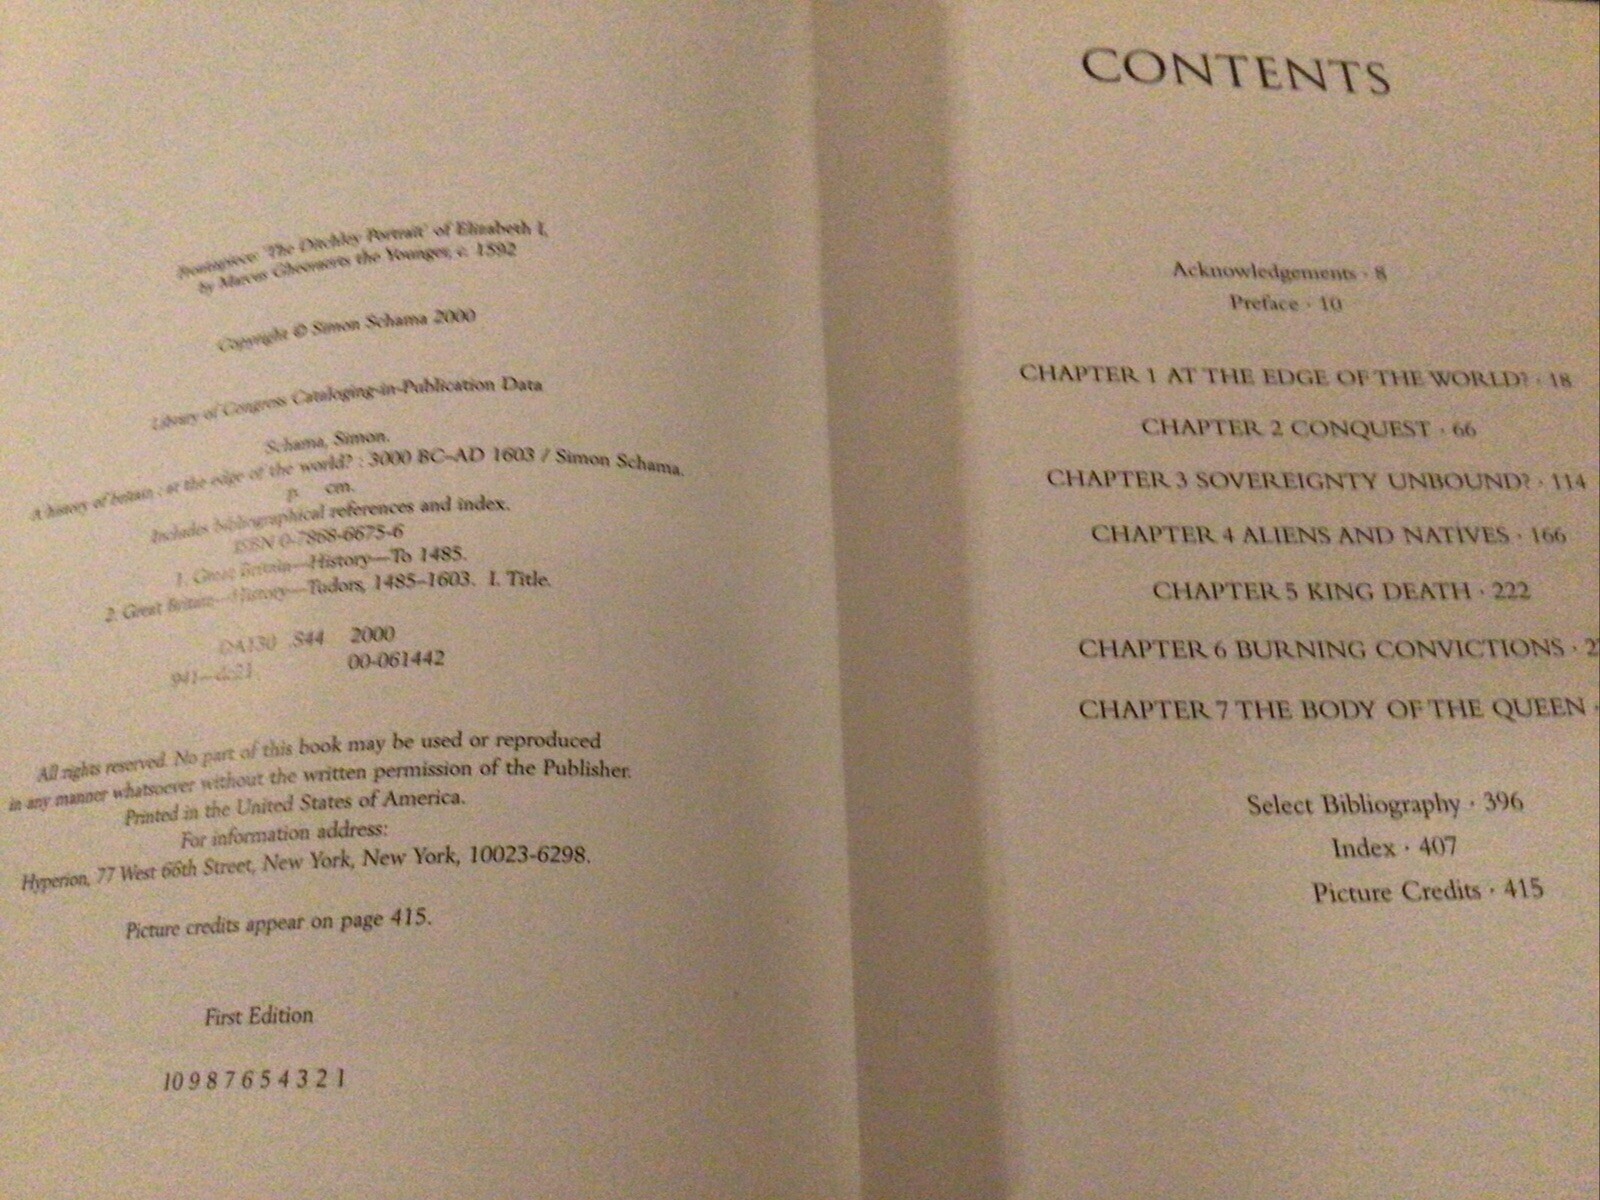 Frontispiece: 'The Ditchley Portrait' of Elizabeth I,
by Marcus Gheeraerts the Younger, c. 1592
Copyright © Simon Schama 2000
Library of Congress Cataloging-in-Publication Data
Schama, Simon.
A history of britain : at the edge of the world? : 3000 BC–AD 1603 / Simon Schama.
p. cm.
Includes bibliographical references and index.
ISBN 0-7868-6675-6
1. Great Britain—History—To 1485.
2. Great Britain—History—Tudors, 1485–1603. I. Title.
DA130 .S44 2000
941—dc21 00-061442
All rights reserved. No part of this book may be used or reproduced
in any manner whatsoever without the written permission of the Publisher.
Printed in the United States of America.
For information address:
Hyperion, 77 West 66th Street, New York, New York, 10023-6298.
Picture credits appear on page 415.
First Edition
10 9 8 7 6 5 4 3 2 1
CONTENTS
Acknowledgements · 8
Preface · 10
CHAPTER 1 AT THE EDGE OF THE WORLD? · 18
CHAPTER 2 CONQUEST · 66
CHAPTER 3 SOVEREIGNTY UNBOUND? · 114
CHAPTER 4 ALIENS AND NATIVES · 166
CHAPTER 5 KING DEATH · 222
CHAPTER 6 BURNING CONVICTIONS · 2
CHAPTER 7 THE BODY OF THE QUEEN ·
Select Bibliography · 396
Index · 407
Picture Credits · 415